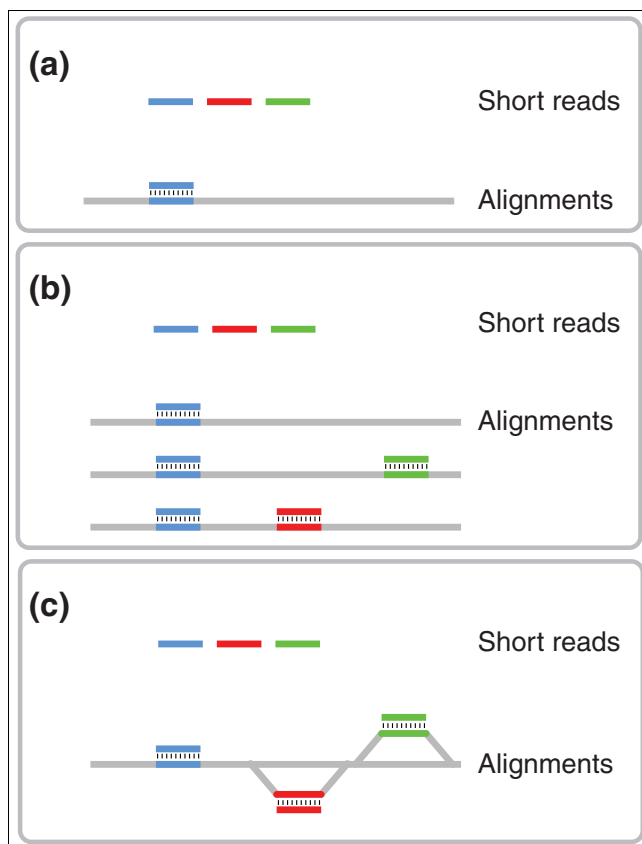 (a)
Short reads
Alignments
(b)
Short reads
Alignments
(c)
Short reads
Alignments